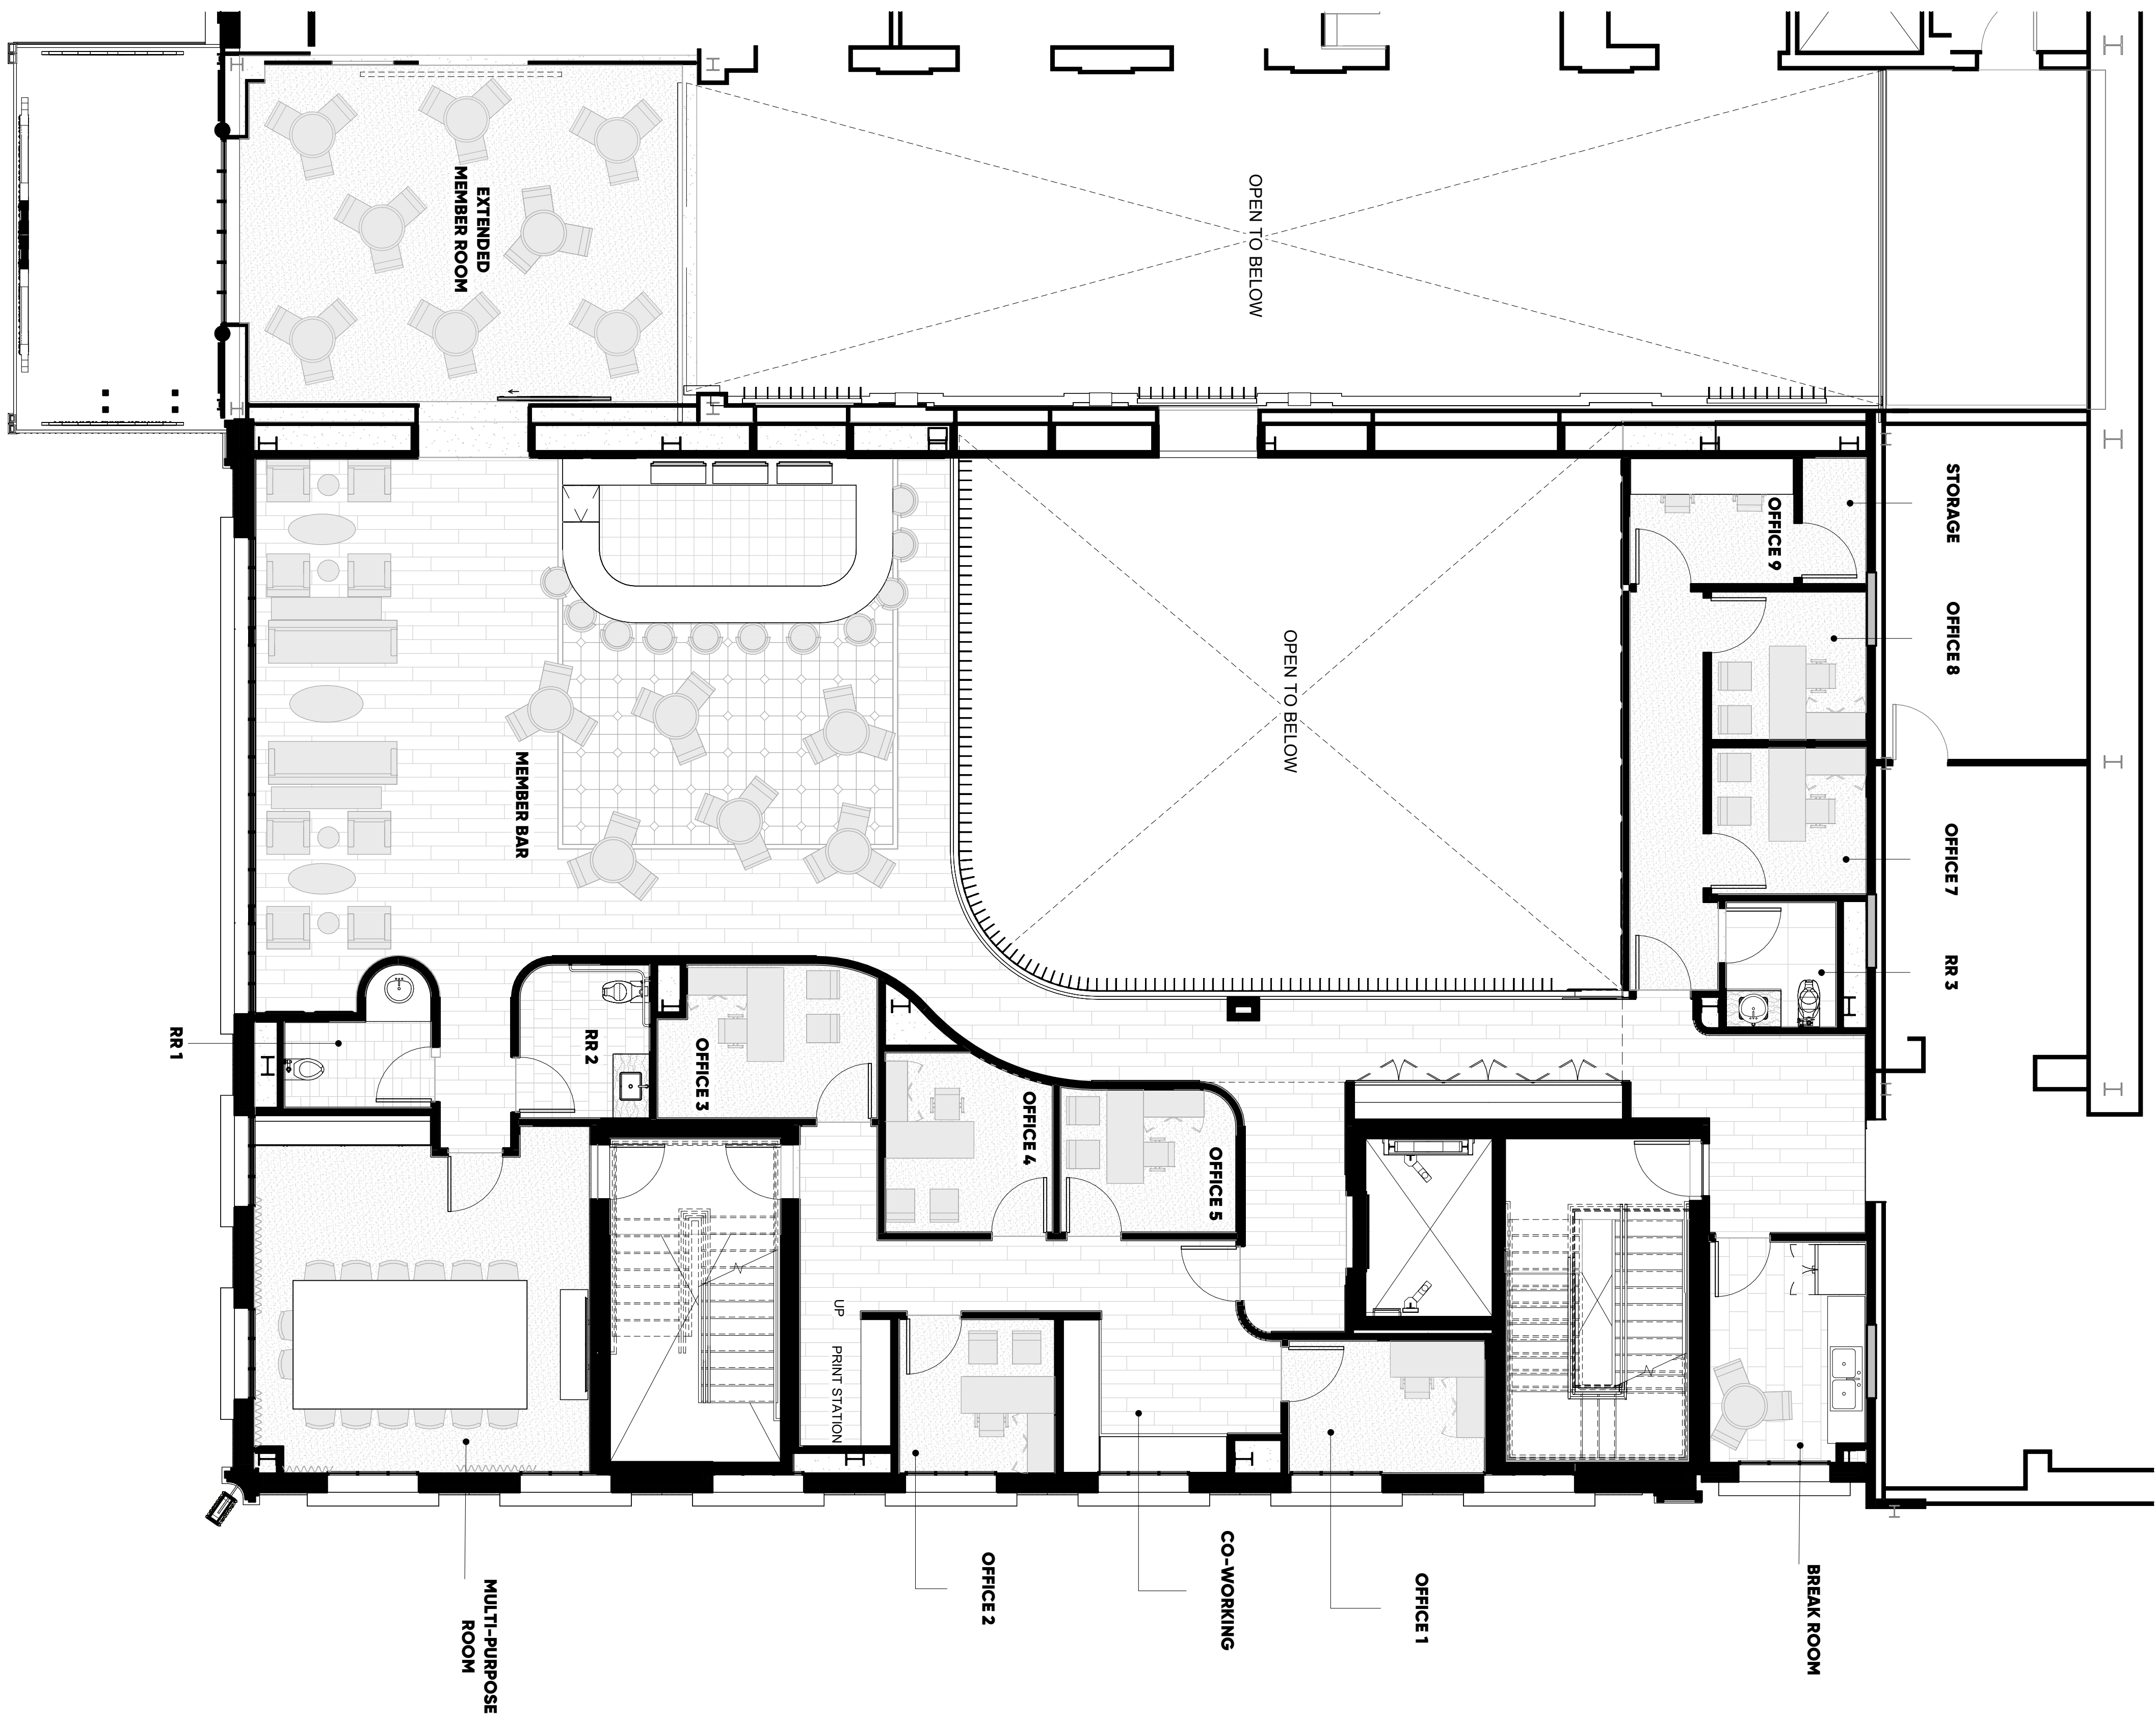 EXTENDED
MEMBER ROOM
OPEN TO BELOW
STORAGE
OFFICE 9
OFFICE 8
OPEN TO BELOW
MEMBER BAR
OFFICE 7
RR 3
RR 1
RR 2
OFFICE 3
OFFICE 4
OFFICE 5
UP
PRINT STATION
MULTI-PURPOSE
ROOM
OFFICE 2
CO-WORKING
OFFICE 1
BREAK ROOM